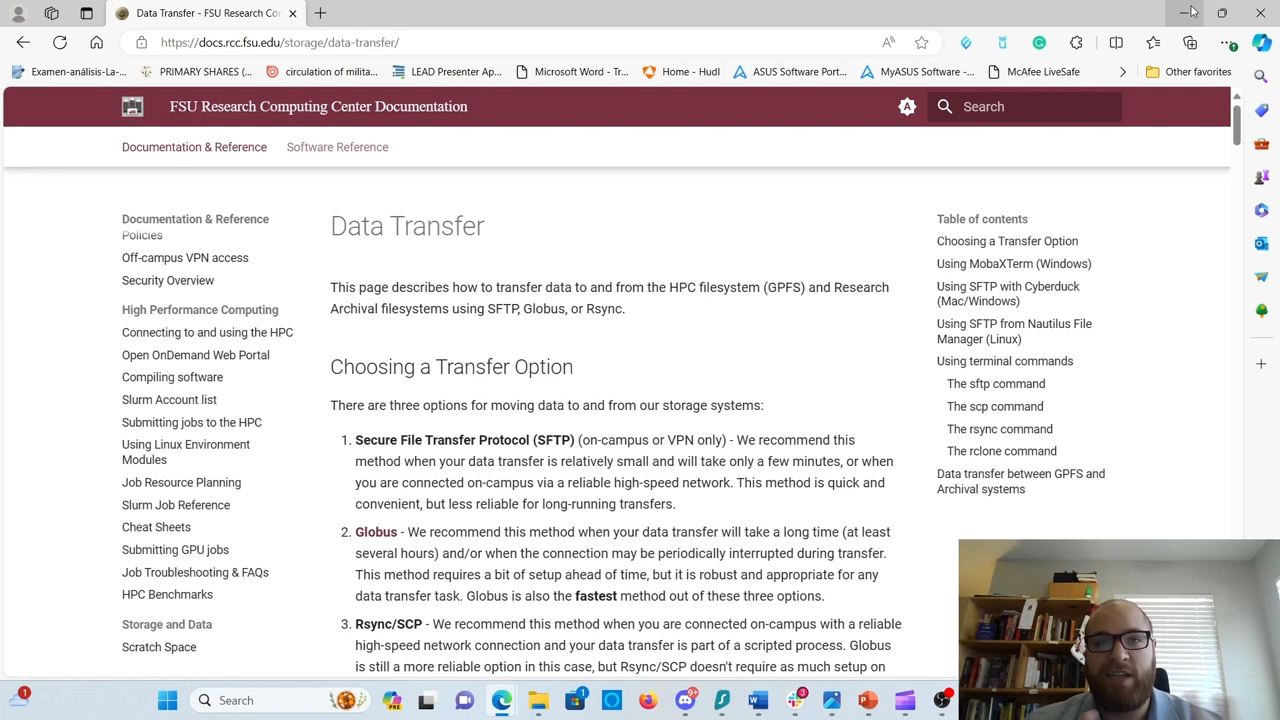 Data Transfer - FSU Research Co
https://docs.rcc.fsu.edu/storage/data-transfer/
Examen-análisis-La-...
PRIMARY SHARES (...
circulation of milita...
LEAD Presenter Ap...
Microsoft Word - Tr...
Home - Hudl
ASUS Software Port...
MyASUS Software -...
McAfee LiveSafe
Other favorites
FSU Research Computing Center Documentation
Search
Documentation & Reference
Software Reference
Documentation & Reference
Policies
Off-campus VPN access
Security Overview
High Performance Computing
Connecting to and using the HPC
Open OnDemand Web Portal
Compiling software
Slurm Account list
Submitting jobs to the HPC
Using Linux Environment
Modules
Job Resource Planning
Slurm Job Reference
Cheat Sheets
Submitting GPU jobs
Job Troubleshooting & FAQs
HPC Benchmarks
Storage and Data
Scratch Space
Data Transfer
This page describes how to transfer data to and from the HPC filesystem (GPFS) and Research
Archival filesystems using SFTP, Globus, or Rsync.
Choosing a Transfer Option
There are three options for moving data to and from our storage systems:
1. Secure File Transfer Protocol (SFTP) (on-campus or VPN only) - We recommend this
method when your data transfer is relatively small and will take only a few minutes, or when
you are connected on-campus via a reliable high-speed network. This method is quick and
convenient, but less reliable for long-running transfers.
2. Globus - We recommend this method when your data transfer will take a long time (at least
several hours) and/or when the connection may be periodically interrupted during transfer.
This method requires a bit of setup ahead of time, but it is robust and appropriate for any
data transfer task. Globus is also the fastest method out of these three options.
3. Rsync/SCP - We recommend this method when you are connected on-campus with a reliable
high-speed network connection and your data transfer is part of a scripted process. Globus
is still a more reliable option in this case, but Rsync/SCP doesn't require as much setup on
Table of contents
Choosing a Transfer Option
Using MobaXTerm (Windows)
Using SFTP with Cyberduck
(Mac/Windows)
Using SFTP from Nautilus File
Manager (Linux)
Using terminal commands
The sftp command
The scp command
The rsync command
The rclone command
Data transfer between GPFS and
Archival systems
1
Search
1
3